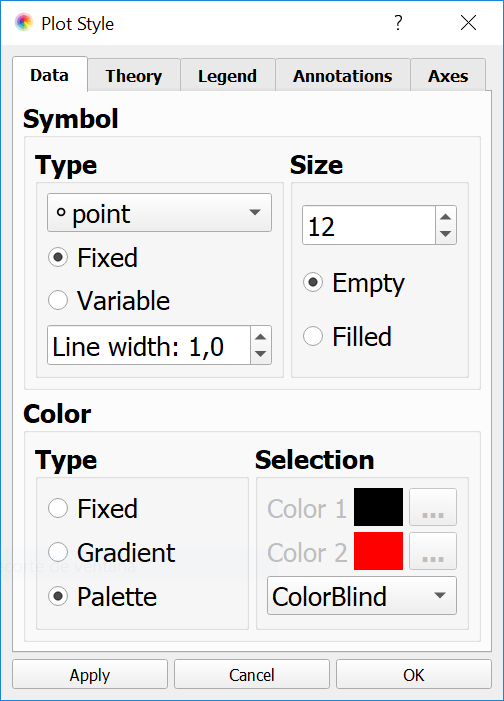 Plot Style
?
Data Theory Legend Annotations Axes
Symbol
Type
point
Fixed
Variable
Line width: 1,0
Size
12
Empty
Filled
Color
Type
Fixed
Gradient
Palette
Selection
Color 1 ...
Color 2 ...
ColorBlind
Apply Cancel OK